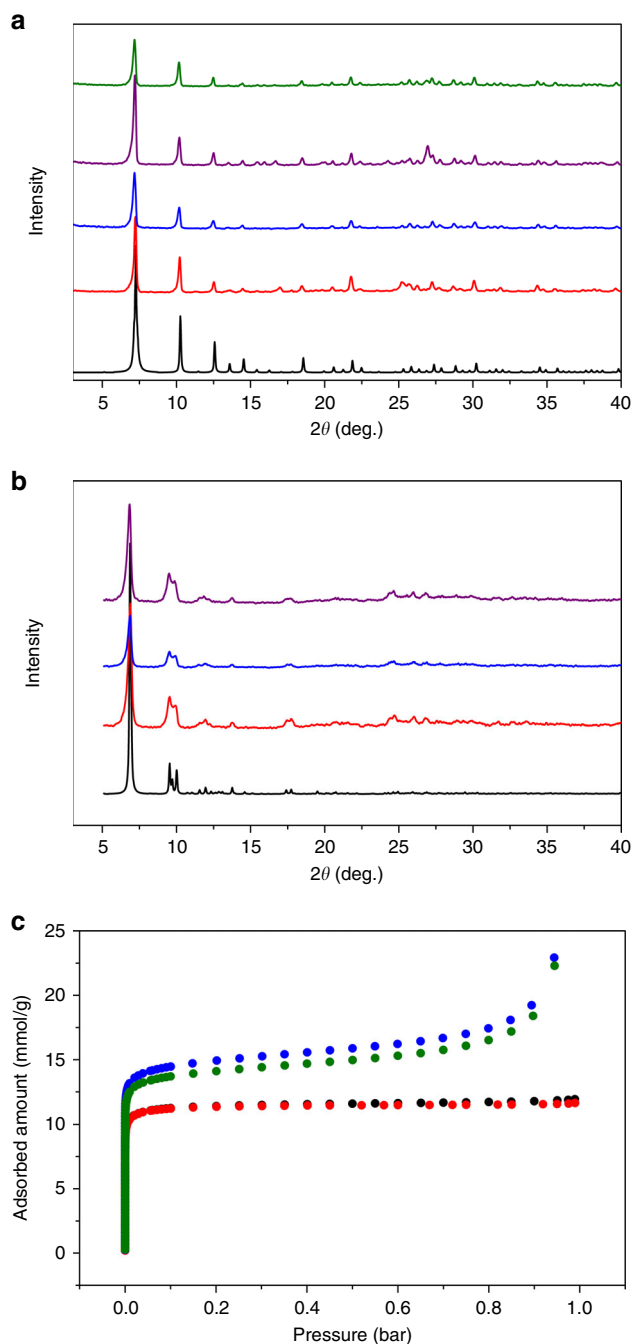 a
Intensity
5 10 15 20 25 30 35 40
2θ (deg.)
b
Intensity
5 10 15 20 25 30 35 40
2θ (deg.)
c
25
20
15
10
5
0
Adsorbed amount (mmol/g)
0.0 0.2 0.4 0.6 0.8 1.0
Pressure (bar)